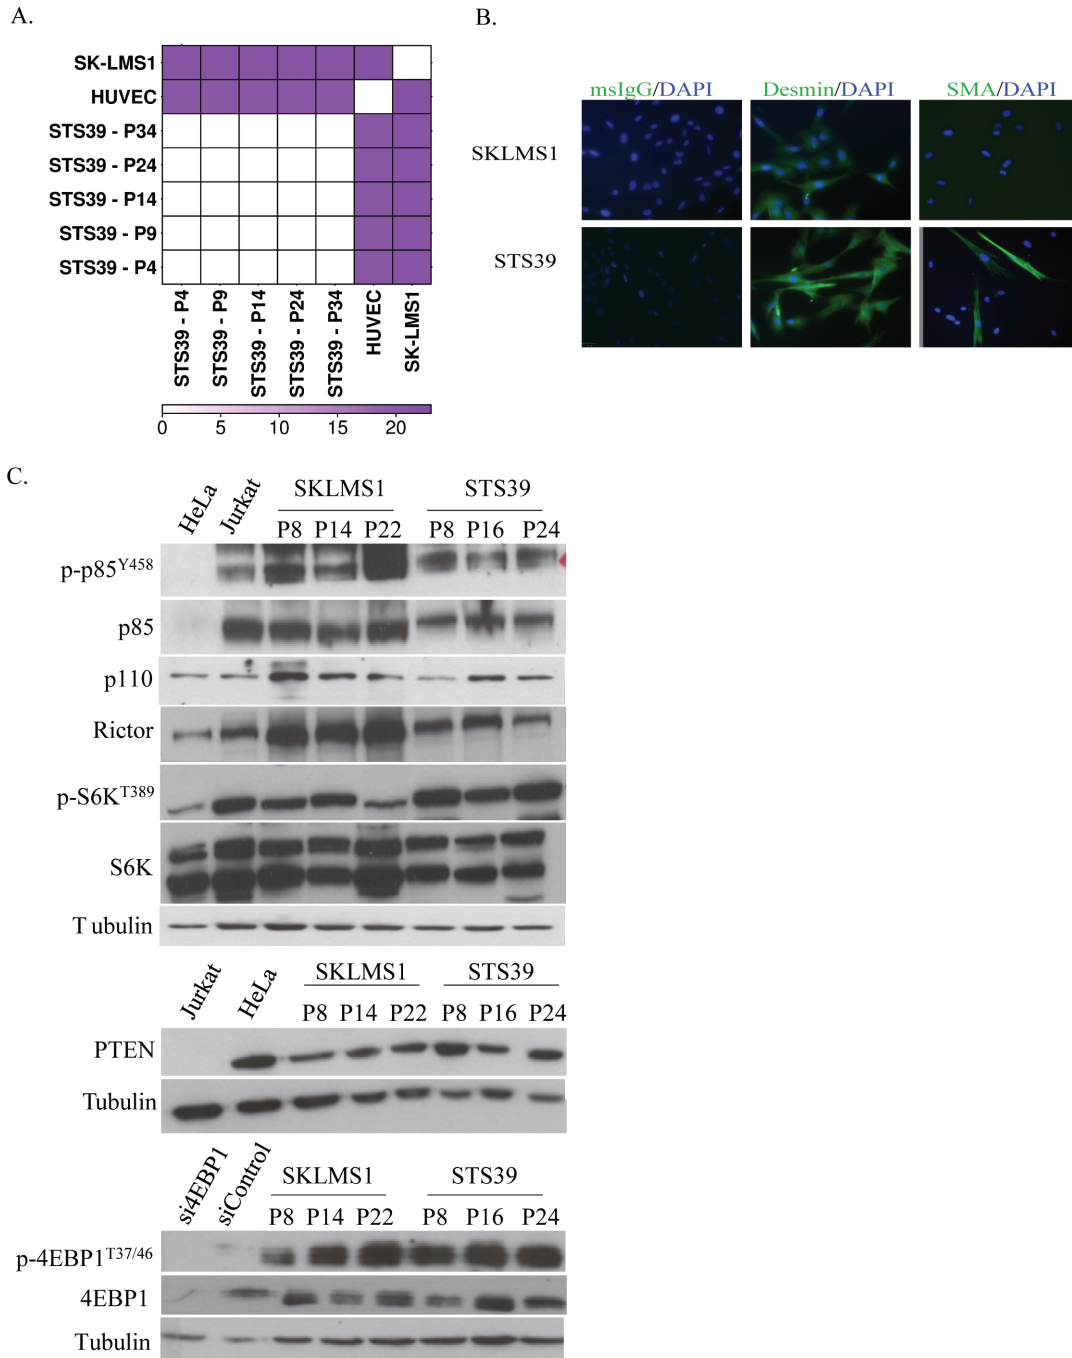 A.
SK-LMS1
HUVEC
STS39 - P34
STS39 - P24
STS39 - P14
STS39 - P9
STS39 - P4
STS39 - P4
STS39 - P9
STS39 - P14
STS39 - P24
STS39 - P34
HUVEC
SK-LMS1
0 5 10 15 20
B.
msIgG/DAPI Desmin/DAPI SMA/DAPI
SKLMS1
STS39
C.
HeLa Jurkat SKLMS1 STS39
P8 P14 P22 P8 P16 P24
p-p85Y458
p85
p110
Rictor
p-S6KT389
S6K
T ubulin
Jurkat HeLa SKLMS1 STS39
P8 P14 P22 P8 P16 P24
PTEN
Tubulin
si4EBP1 siControl SKLMS1 STS39
P8 P14 P22 P8 P16 P24
p-4EBP1T37/46
4EBP1
Tubulin